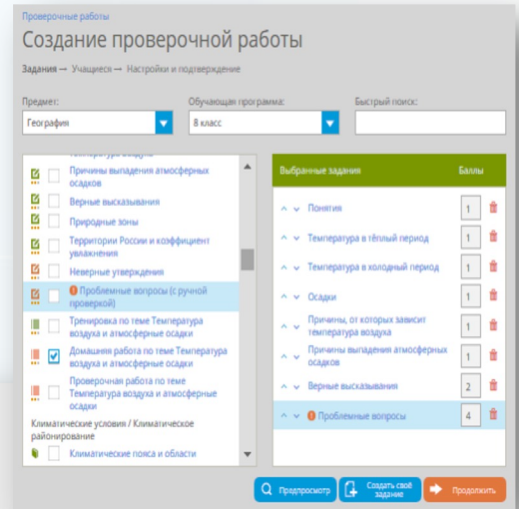 Проверочные работы
Создание проверочной работы
Задания → Учащиеся → Настройки и подтверждение
Предмет:
Обучающая программа:
Быстрый поиск:
География
8 класс
Причины выпадения атмосферных
осадков
Верные высказывания
Природные зоны
Территории России и коэффициент
увлажнения
Неверные утверждения
Проблемные вопросы (с ручной
проверкой)
Тренировка по теме Температура
воздуха и атмосферные осадки
Домашняя работа по теме Температура
воздуха и атмосферные осадки
Проверочная работа по теме
Температура воздуха и атмосферные
осадки
Климатические условия / Климатическое
районирование
Климатические пояса и области
Выбранные задания Баллы
Понятия 1
Температура в тёплый период 1
Температура в холодный период 1
Осадки 1
Причины, от которых зависит
температура воздуха 1
Причины выпадения атмосферных
осадков 1
Верные высказывания 2
Проблемные вопросы 4
Предпросмотр
Создать своё
задание
Продолжить